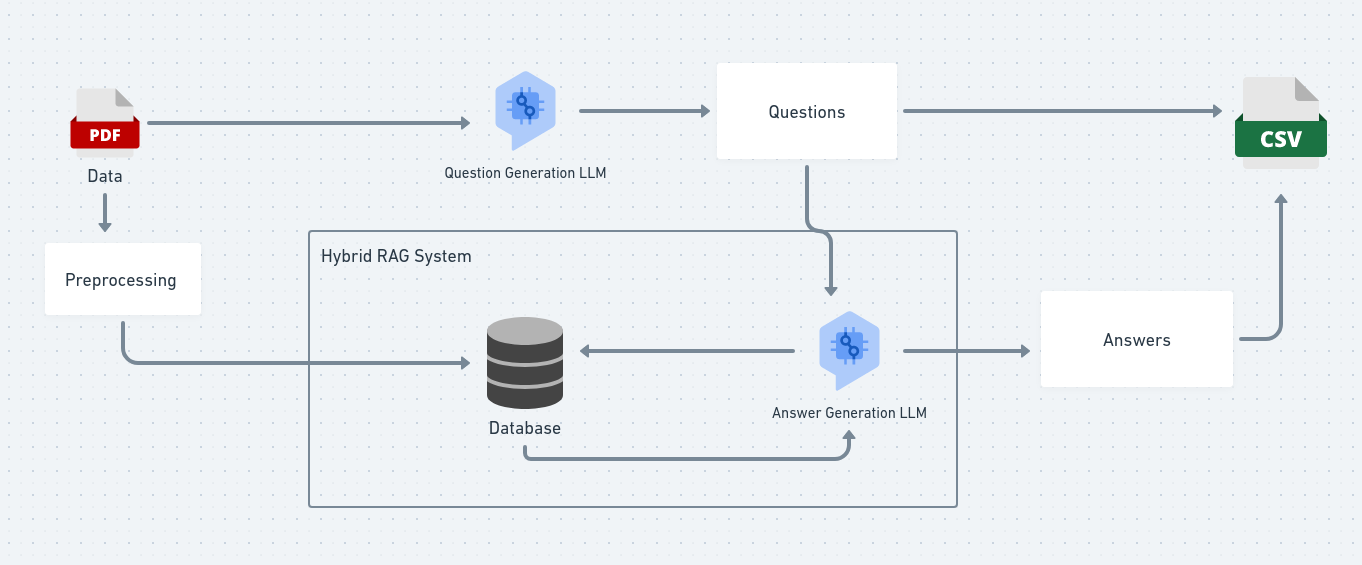 PDF
Data
Question Generation LLM
Questions
CSV
Preprocessing
Hybrid RAG System
Database
Answer Generation LLM
Answers